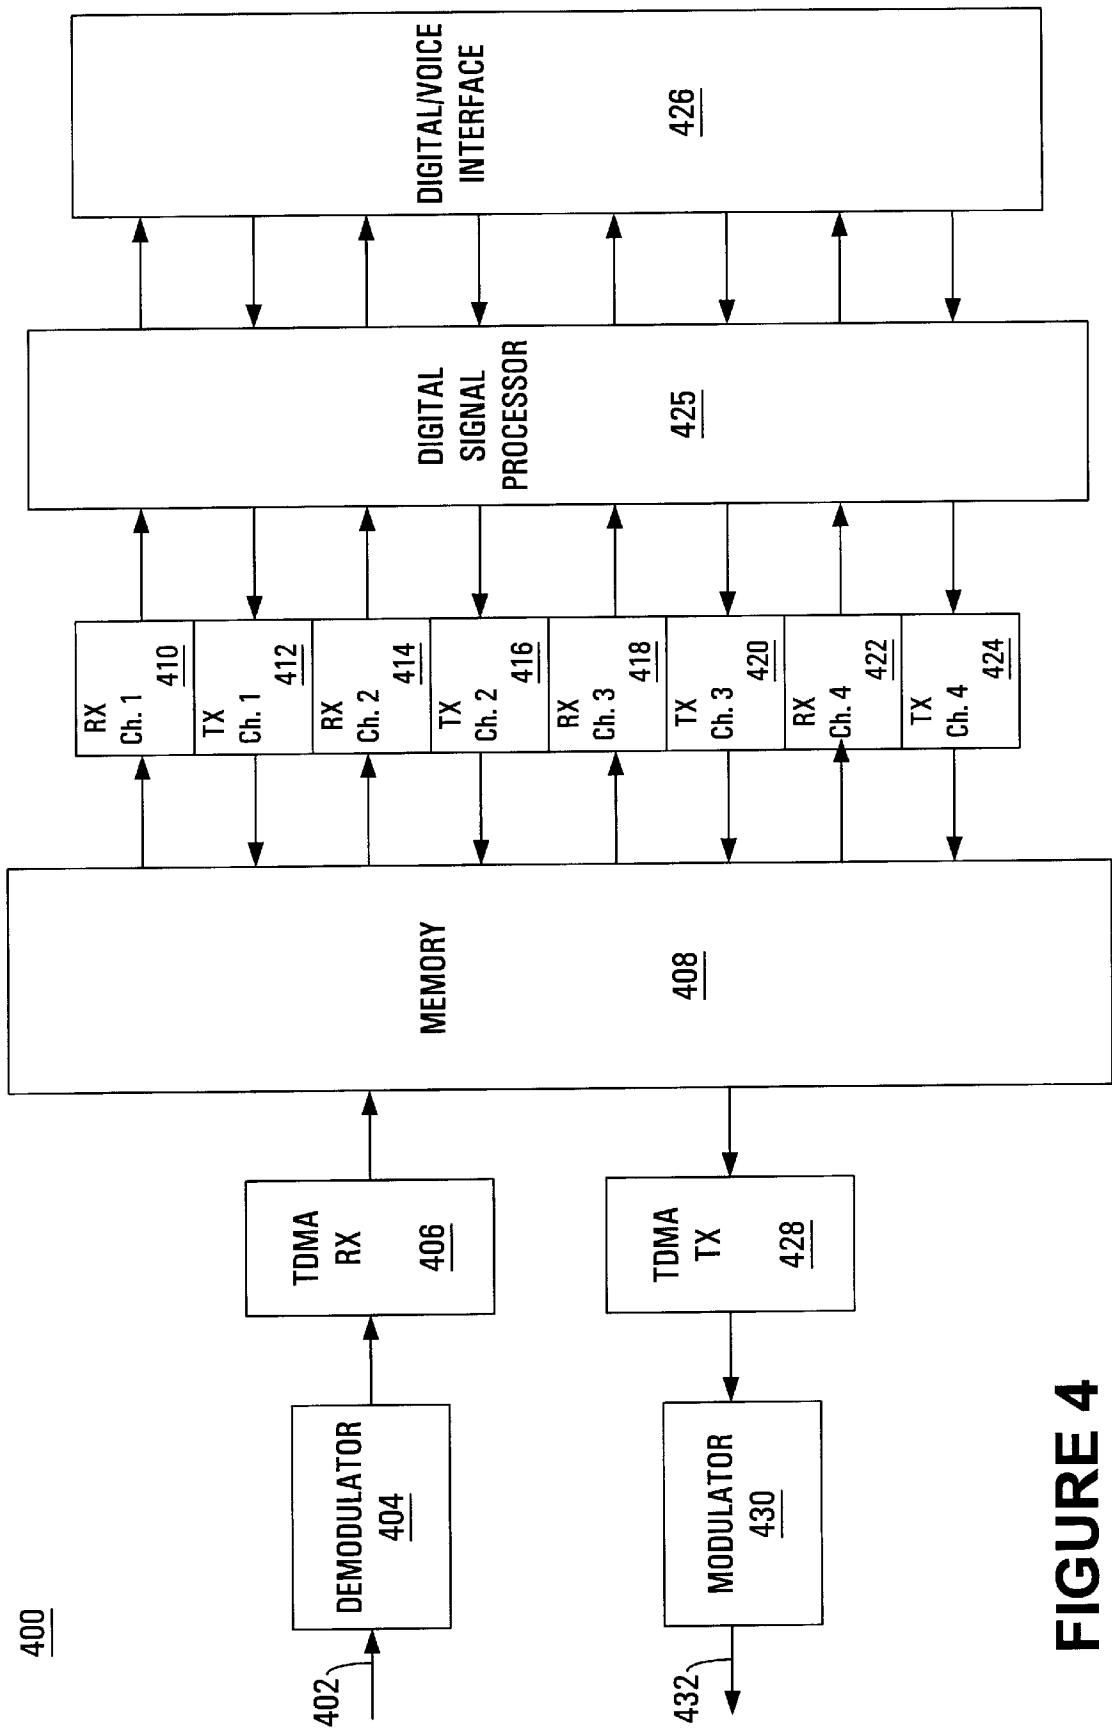 400
402
DEMODULATOR
404
TDMA
RX
406
MEMORY
408
RX
Ch. 1
410
TX
Ch. 1
412
RX
Ch. 2
414
TX
Ch. 2
416
RX
Ch. 3
418
TX
Ch. 3
420
RX
Ch. 4
422
TX
Ch. 4
424
DIGITAL
SIGNAL
PROCESSOR
425
DIGITAL/VOICE
INTERFACE
426
TDMA
TX
428
MODULATOR
430
432
FIGURE 4